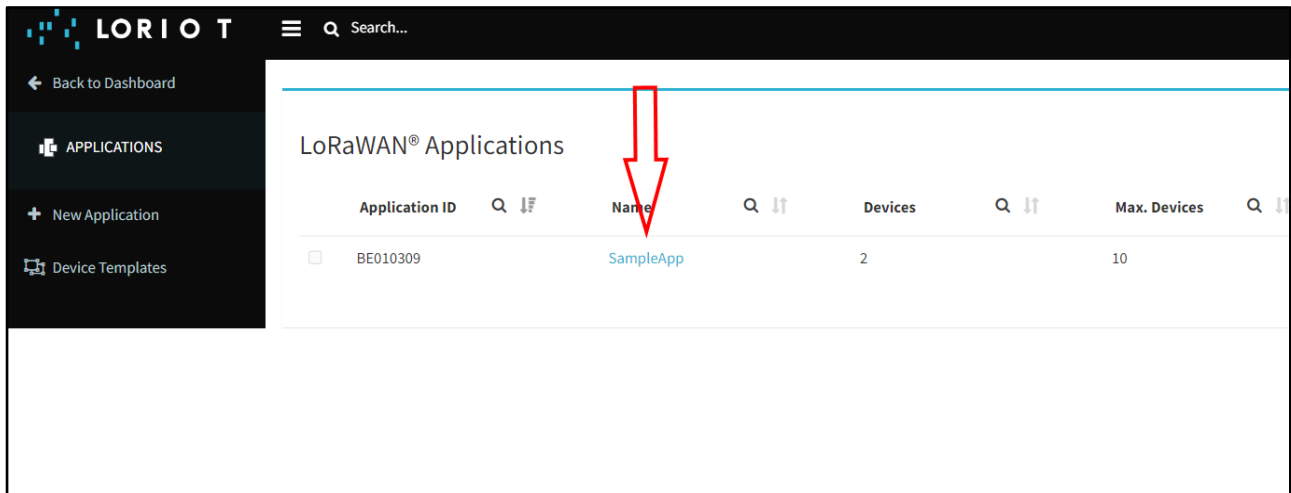 LORIOT
Search...
Back to Dashboard
APPLICATIONS
New Application
Device Templates
LoRaWAN® Applications
Application ID Name Devices Max. Devices
BE010309 SampleApp 2 10